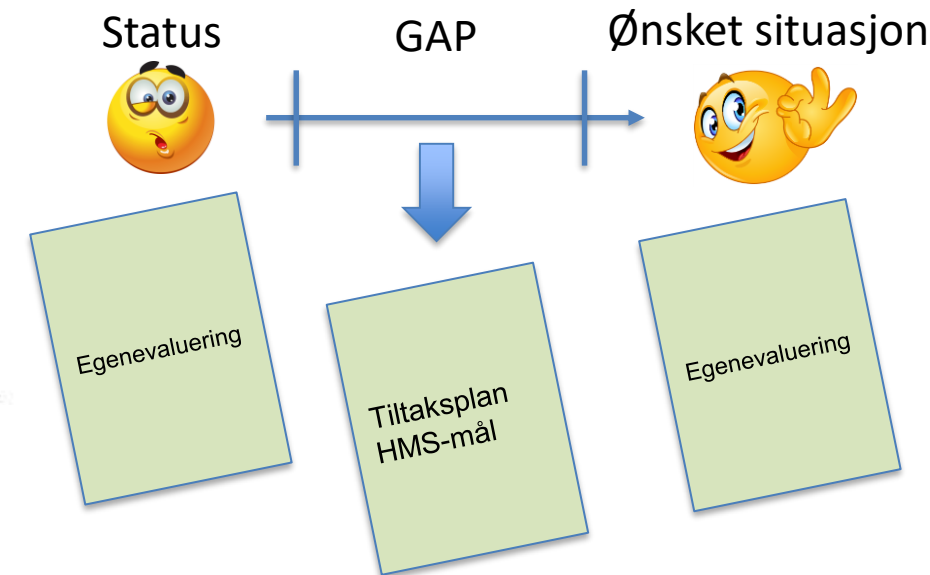 Status
GAP
Ønsket situasjon
Egenevaluering
Tiltaksplan
HMS-mål
Egenevaluering